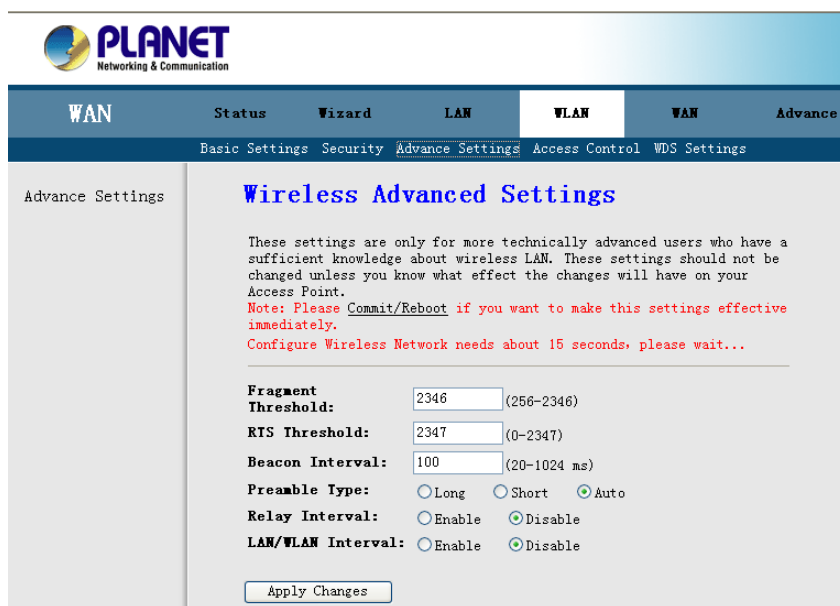 PLANET
Networking & Communication
WAN
Status Wizard LAN WLAN WAN Advance
Basic Settings Security Advance Settings Access Control WDS Settings
Advance Settings
Wireless Advanced Settings
These settings are only for more technically advanced users who have a
sufficient knowledge about wireless LAN. These settings should not be
changed unless you know what effect the changes will have on your
Access Point.
Note: Please Commit/Reboot if you want to make this settings effective
immediately.
Configure Wireless Network needs about 15 seconds, please wait...
Fragment
Threshold: 2346 (256-2346)
RTS Threshold: 2347 (0-2347)
Beacon Interval: 100 (20-1024 ms)
Preamble Type: Long Short Auto
Relay Interval: Enable Disable
LAN/WLAN Interval: Enable Disable
Apply Changes